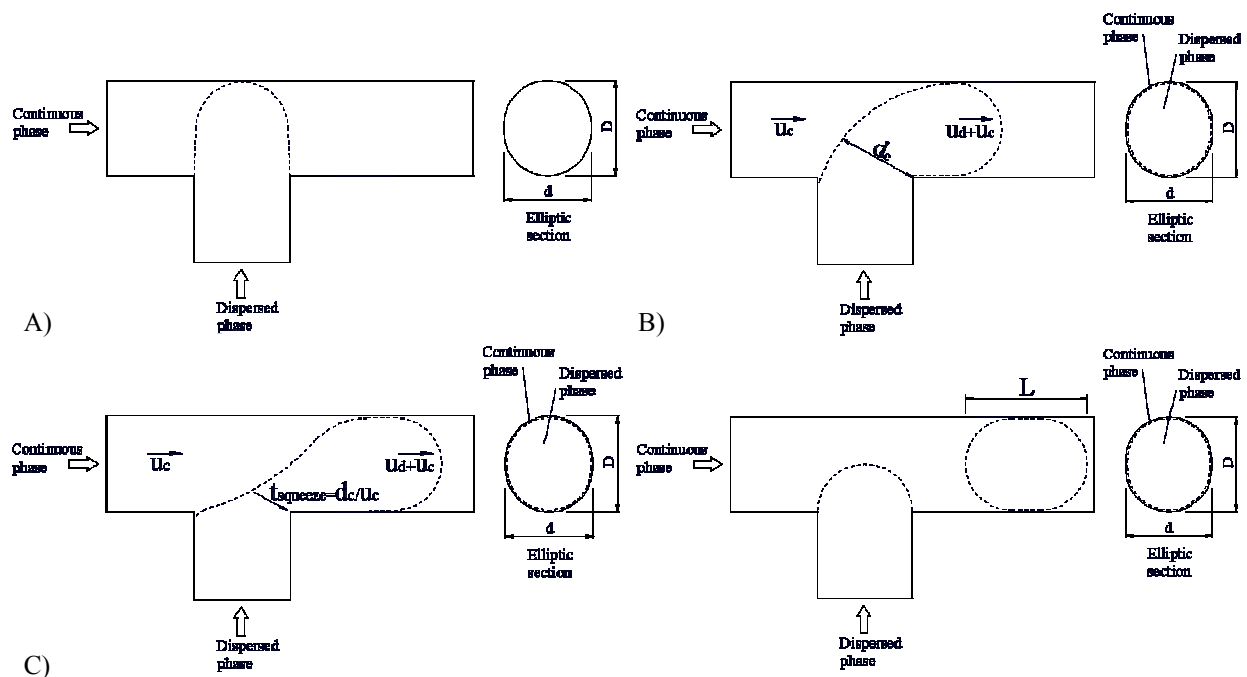 Continuous
phase
D
d
Elliptic
section
Dispersed
phase
A)
Continuous
phase
uc
ud+uc
dc
Continuous
phase
Dispersed
phase
D
d
Elliptic
section
Dispersed
phase
B)
Continuous
phase
uc
ud+uc
tsqueeze=dc/uc
Continuous
phase
Dispersed
phase
D
d
Elliptic
section
Dispersed
phase
C)
Continuous
phase
L
Continuous
phase
Dispersed
phase
D
d
Elliptic
section
Dispersed
phase